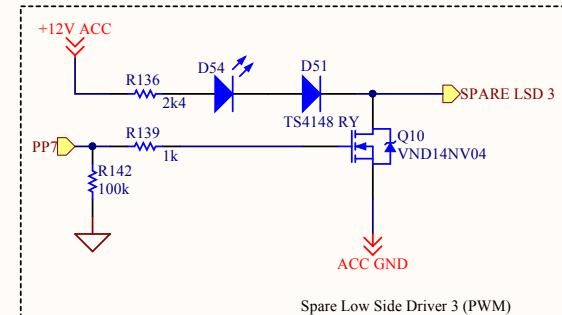 +12V ACC
D54
D51
R136
2k4
TS4148 RY
SPARE LSD 3
R139
1k
PP7
Q10
VND14NV04
R142
100k
ACC GND
Spare Low Side Driver 3 (PWM)